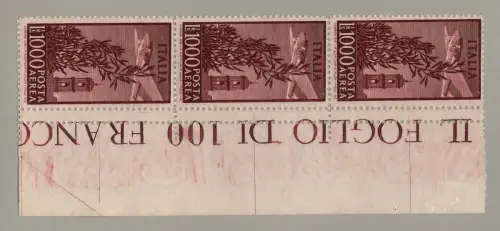 ITALIA
L.1000 POSTA AEREA
ITALIA
L.1000 POSTA AEREA
ITALIA
L.1000 POSTA AEREA
IL FOGLIO DI 100 FRANCO